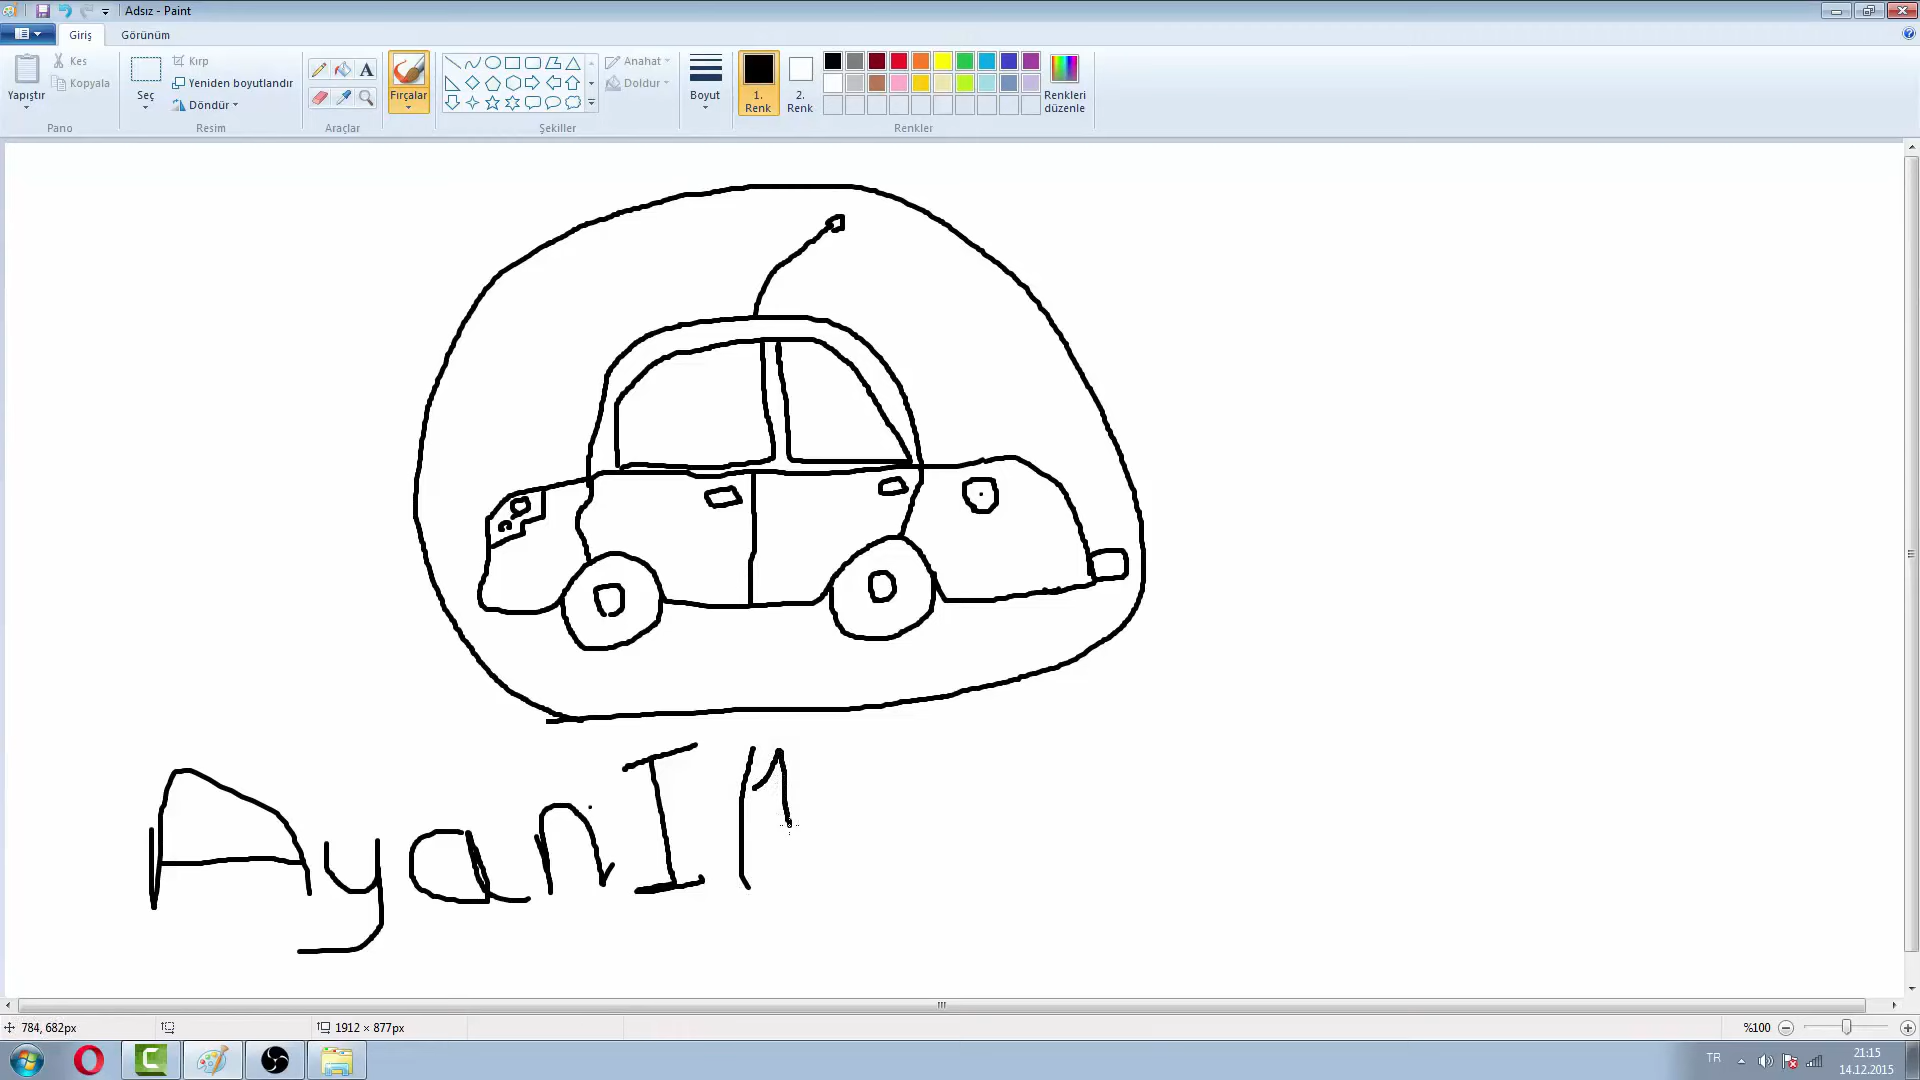 Adsız - Paint
Giriş
Görünüm
Yapıştır
Kes
Kopyala
Pano
Seç
Kırp
Yeniden boyutlandır
Döndür
Resim
A
Araçlar
Fırçalar
Anahat
Doldur
Şekiller
Boyut
1.
Renk
2.
Renk
Renkleri
düzenle
Renkler
AyanI
784, 682px
1912 × 877px
%100
TR
21:15
14.12.2015